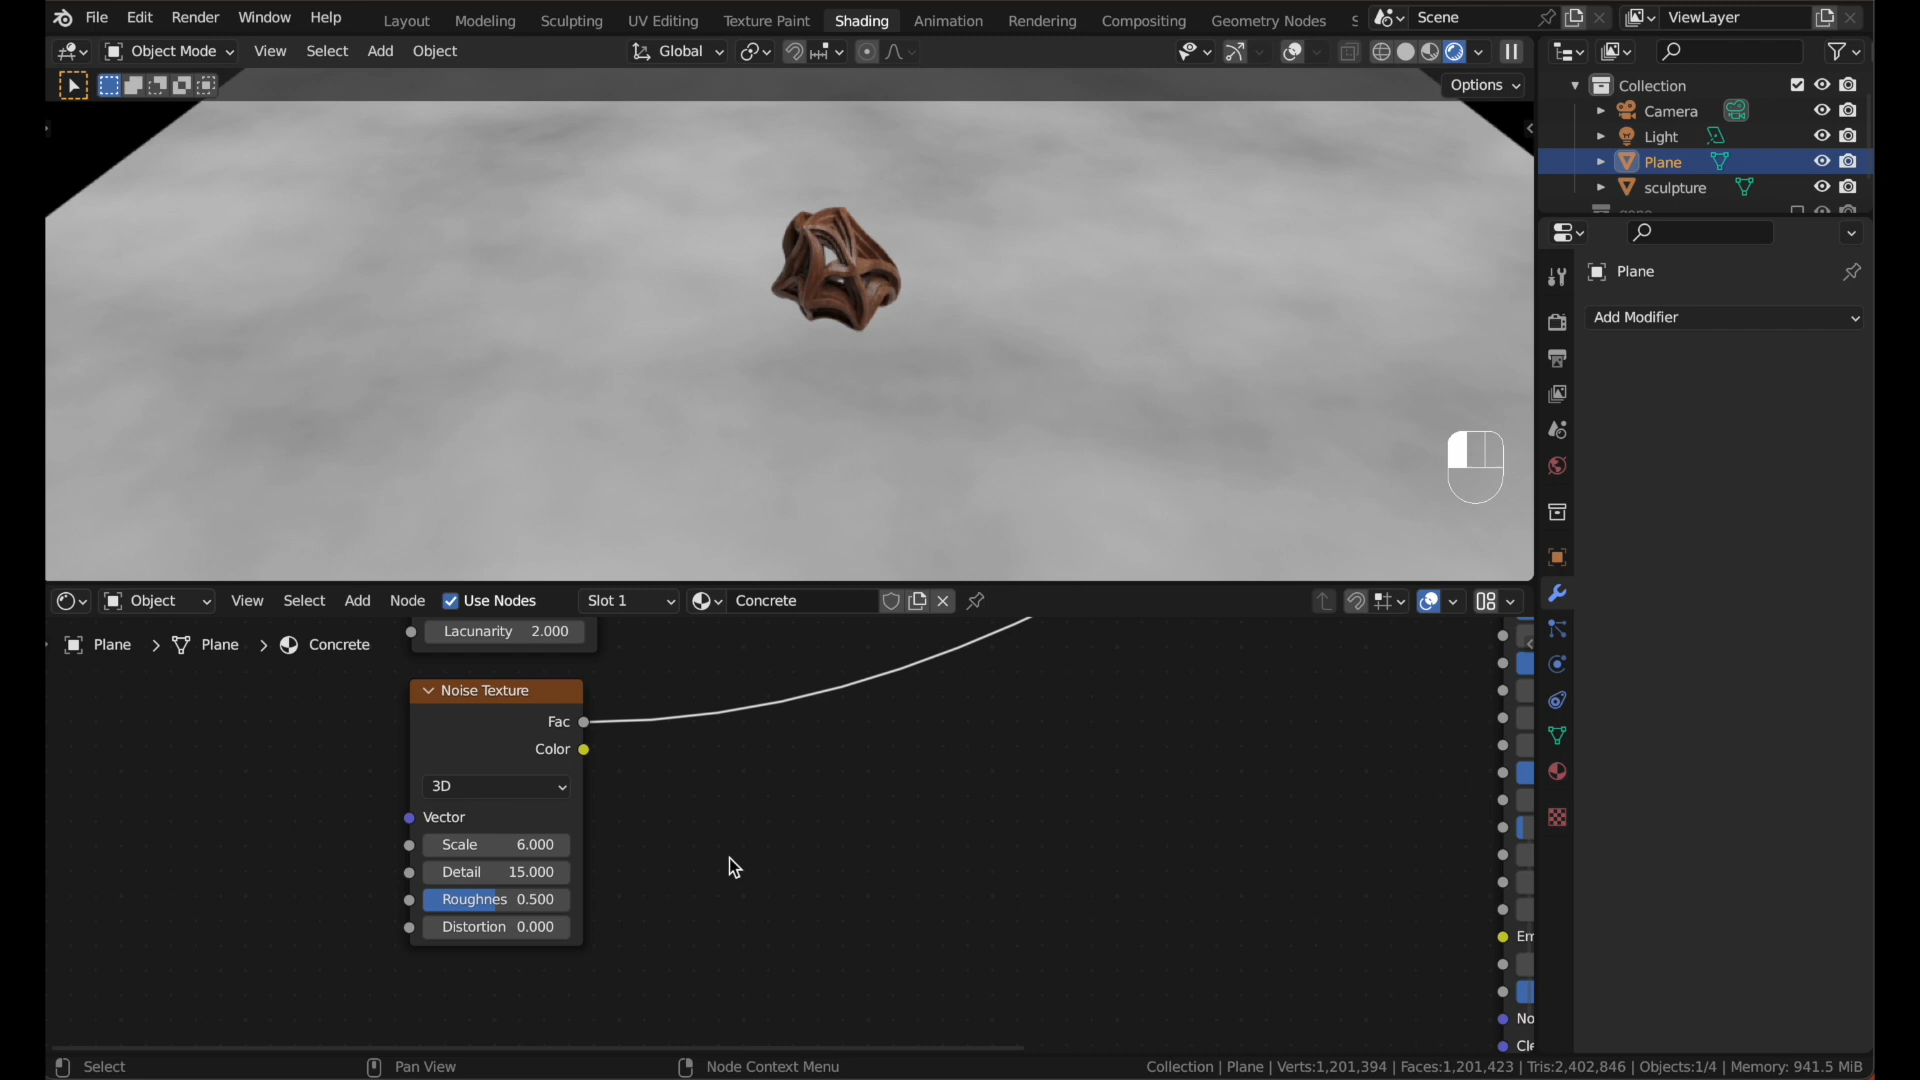 File Edit Render Window Help Layout Modeling Sculpting UV Editing Texture Paint Shading Animation Rendering Compositing Geometry Nodes S Scene ViewLayer
Object Mode View Select Add Object Global
Options
Collection
Camera
Light
Plane
sculpture
Plane
Add Modifier
Object View Select Add Node Use Nodes Slot 1 Concrete
Plane Plane Concrete
Lacunarity 2.000
Noise Texture
Fac
Color
3D
Vector
Scale 6.000
Detail 15.000
Roughnes 0.500
Distortion 0.000
Em
No
Cle
Select Pan View Node Context Menu Collection | Plane | Verts:1,201,394 | Faces:1,201,423 | Tris:2,402,846 | Objects:1/4 | Memory: 941.5 MiB